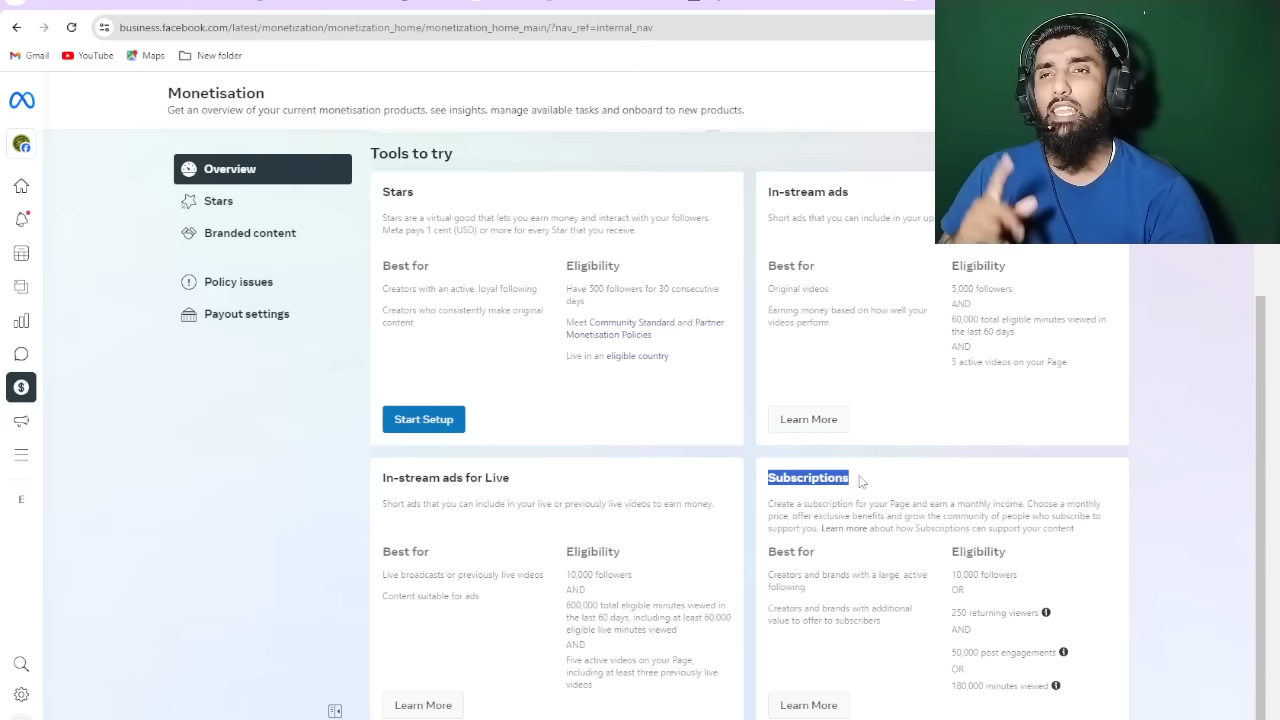 business.facebook.com/latest/monetization/monetization_home/monetization_home_main/?nav_ref=internal_nav
Gmail
YouTube
Maps
New folder
Monetisation
Get an overview of your current monetisation products, see insights, manage available tasks and onboard to new products.
Overview
Stars
Branded content
Policy issues
Payout settings
E
Tools to try
Stars
Stars are a virtual good that lets you earn money and interact with your followers.
Meta pays 1 cent (USD) or more for every Star that you receive.
Best for
Creators with an active, loyal following
Creators who consistently make original
content
Eligibility
Have 500 followers for 30 consecutive
days
Meet Community Standard and Partner
Monetisation Policies
Live in an eligible country
Start Setup
In-stream ads
Short ads that you can include in your
Best for
Original videos
Earning money based on how well your
videos perform
Eligibility
5,000 followers
AND
60,000 total eligible minutes viewed in
the last 60 days
AND
5 active videos on your Page
Learn More
In-stream ads for Live
Short ads that you can include in your live or previously live videos to earn money.
Best for
Live broadcasts or previously live videos
Content suitable for ads
Eligibility
10,000 followers
AND
600,000 total eligible minutes viewed in
the last 60 days, including at least 60,000
eligible live minutes viewed
AND
Five active videos on your Page,
including at least three previously live
videos
Learn More
Subscriptions
Create a subscription for your Page and earn a monthly income. Choose a monthly
price, offer exclusive benefits and grow the community of people who subscribe to
support you. Learn more about how Subscriptions can support your content
Best for
Creators and brands with a large, active
following
Creators and brands with additional
value to offer to subscribers
Eligibility
10,000 followers
OR
250 returning viewers
AND
50,000 post engagements
OR
180,000 minutes viewed
Learn More